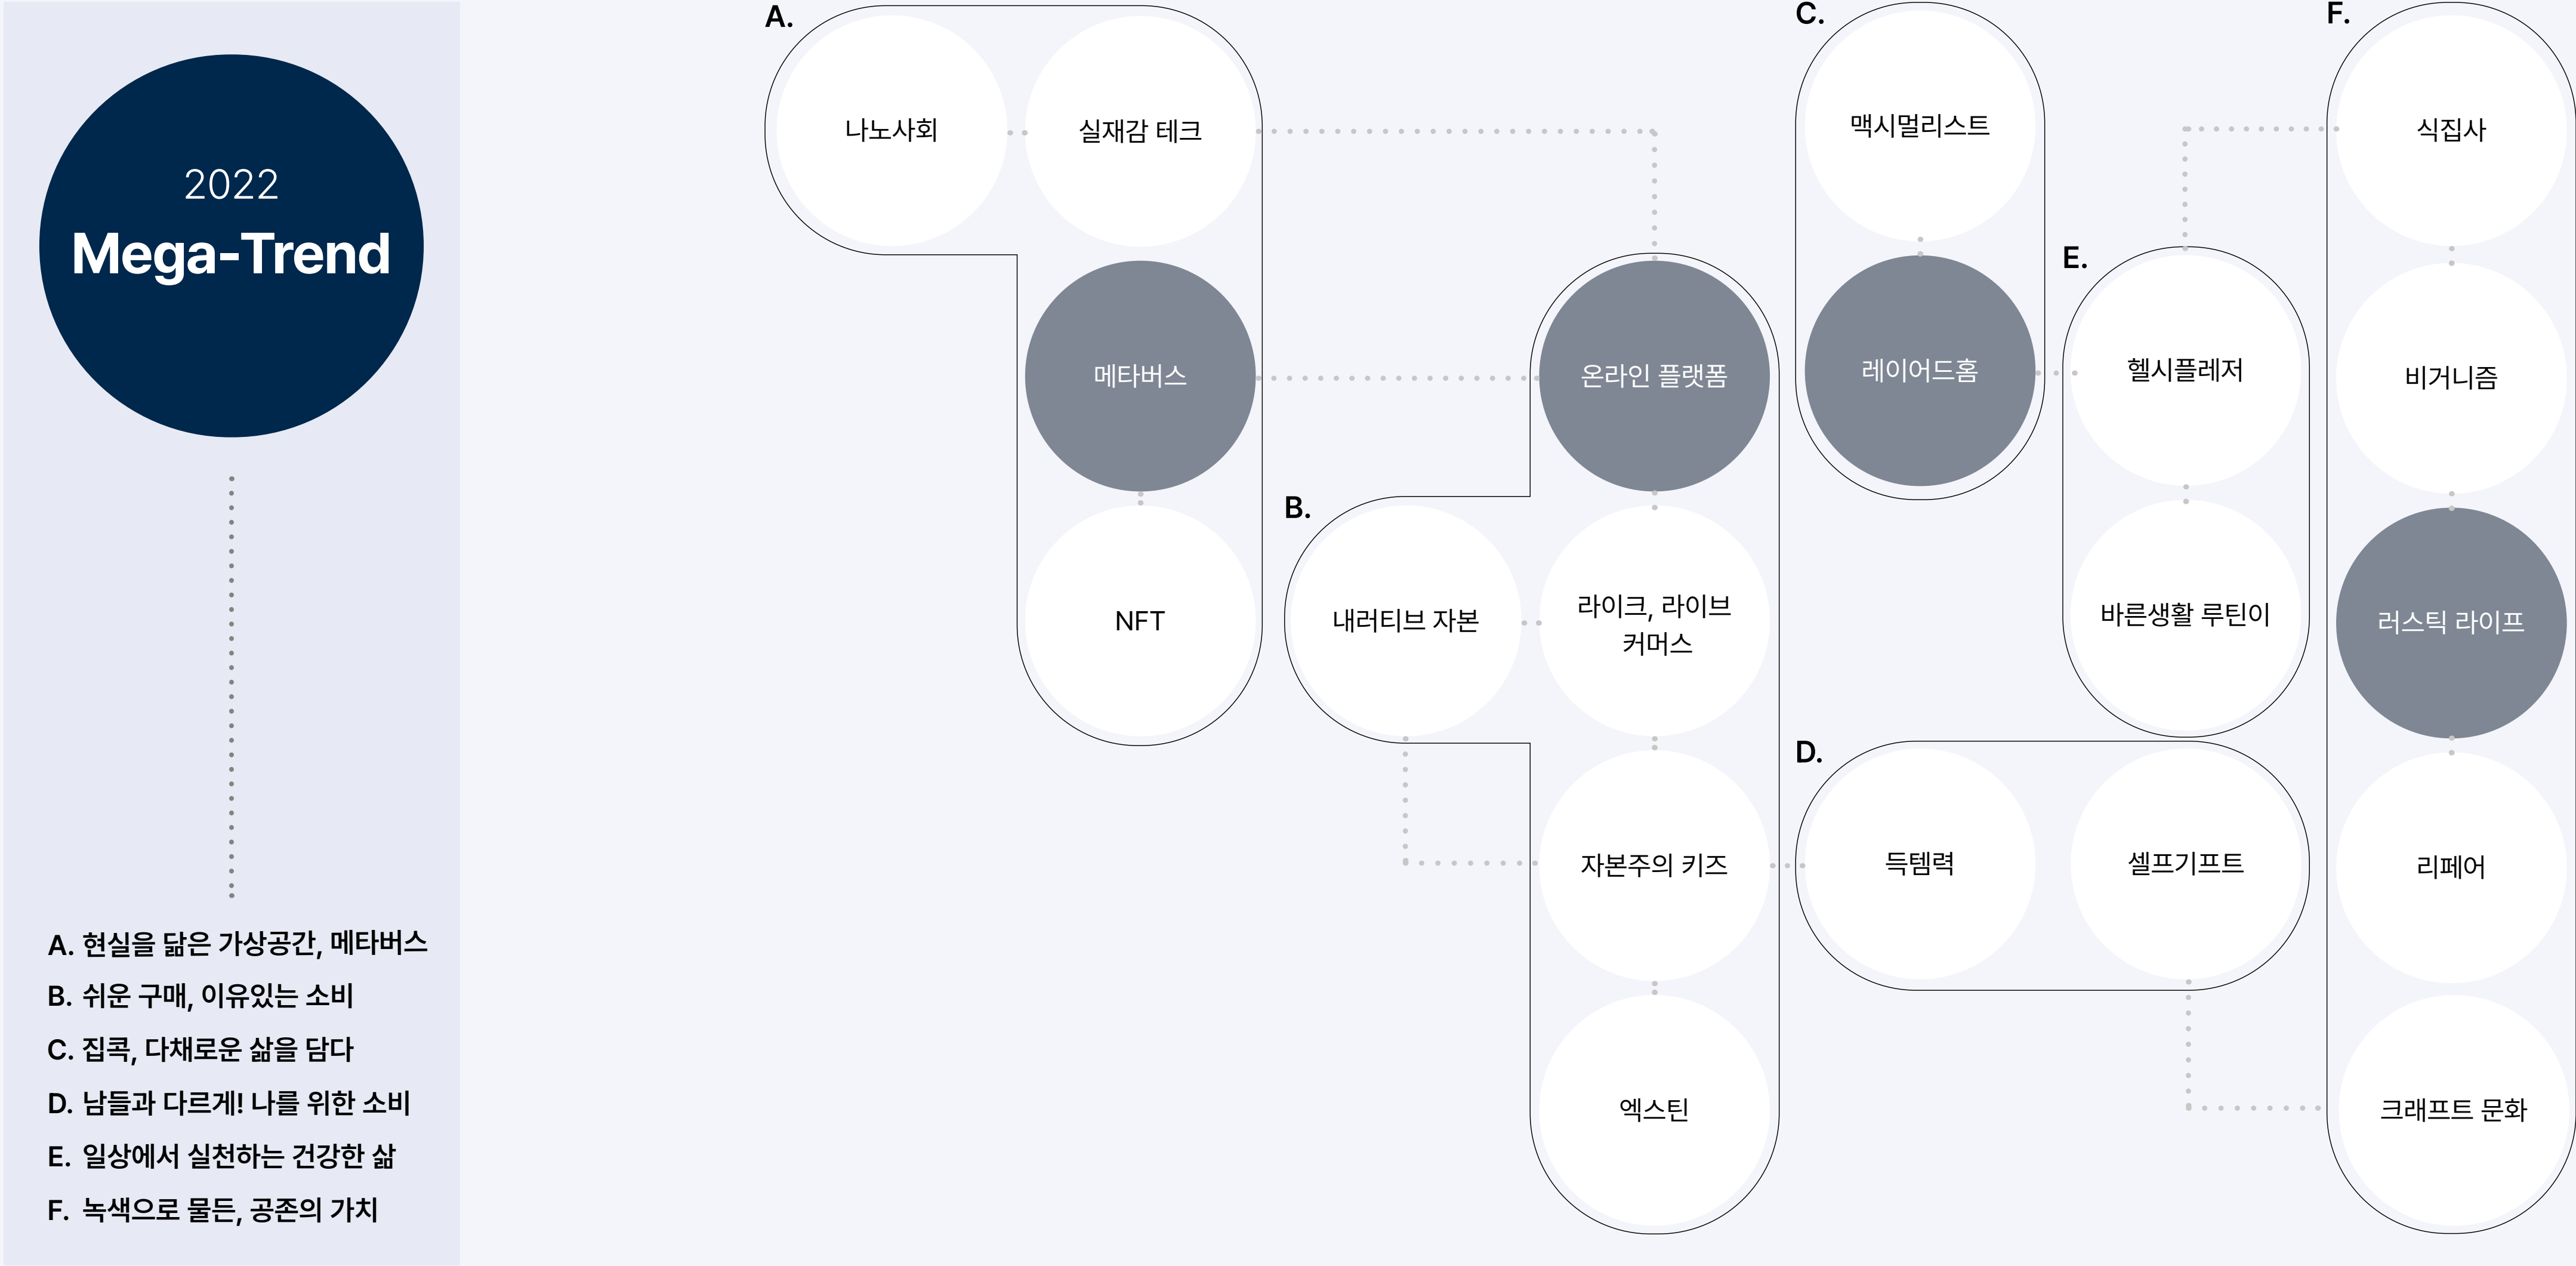 2022
Mega-Trend
A. 현실을 닮은 가상공간, 메타버스
B. 쉬운 구매, 이유있는 소비
C. 집콕, 다채로운 삶을 담다
D. 남들과 다르게! 나를 위한 소비
E. 일상에서 실천하는 건강한 삶
F. 녹색으로 물든, 공존의 가치
A.
나노사회
실재감 테크
메타버스
NFT
B.
온라인 플랫폼
내러티브 자본
라이크, 라이브
커머스
자본주의 키즈
엑스틴
C.
맥시멀리스트
레이어드홈
D.
득템력
셀프기프트
E.
헬시플레저
바른생활 루틴이
F.
식집사
비거니즘
러스틱 라이프
리페어
크래프트 문화